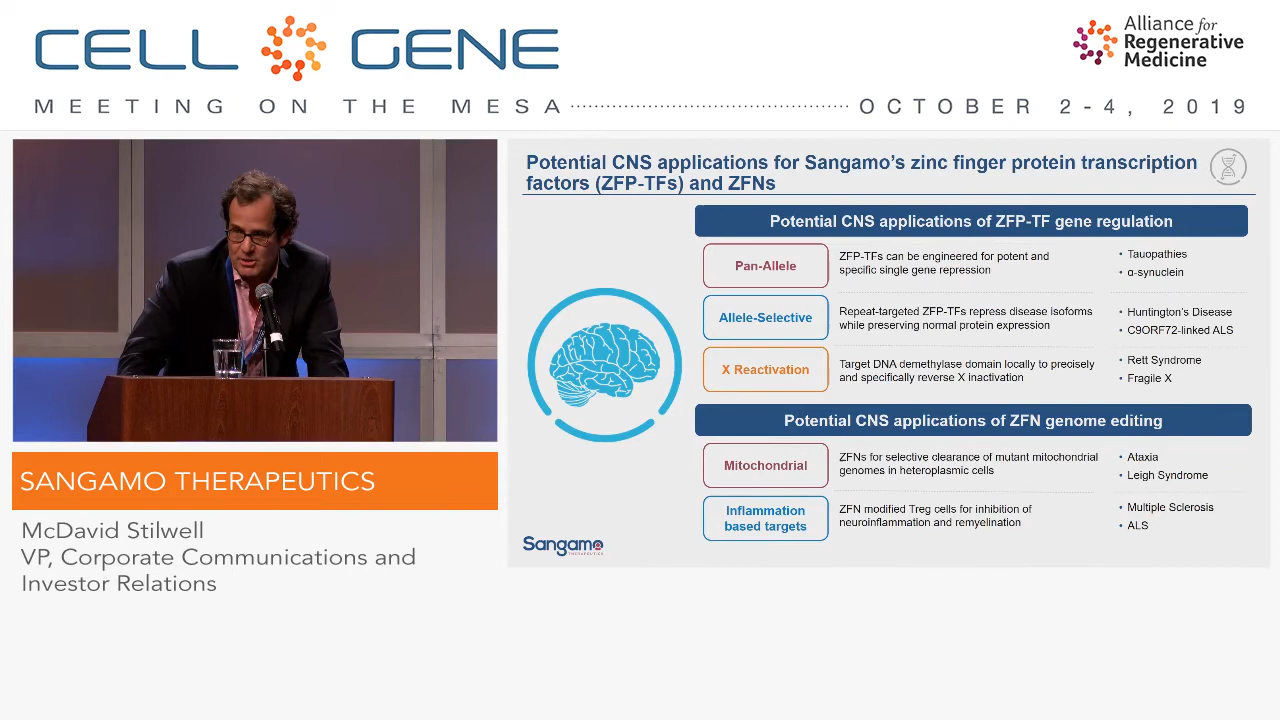 CELL GENE
MEETING ON THE MESA
OCTOBER 2-4, 2019
Alliance for
Regenerative
Medicine
Potential CNS applications for Sangamo's zinc finger protein transcription
factors (ZFP-TFs) and ZFNs
Potential CNS applications of ZFP-TF gene regulation
Pan-Allele
ZFP-TFs can be engineered for potent and
specific single gene repression
• Tauopathies
• α-synuclein
Allele-Selective
Repeat-targeted ZFP-TFs repress disease isoforms
while preserving normal protein expression
• Huntington's Disease
• C9ORF72-linked ALS
X Reactivation
Target DNA demethylase domain locally to precisely
and specifically reverse X inactivation
• Rett Syndrome
• Fragile X
Potential CNS applications of ZFN genome editing
Mitochondrial
ZFNs for selective clearance of mutant mitochondrial
genomes in heteroplasmic cells
• Ataxia
• Leigh Syndrome
Inflammation
based targets
ZFN modified Treg cells for inhibition of
neuroinflammation and remyelination
• Multiple Sclerosis
• ALS
Sangamo
THERAPEUTICS
SANGAMO THERAPEUTICS
McDavid Stilwell
VP, Corporate Communications and
Investor Relations